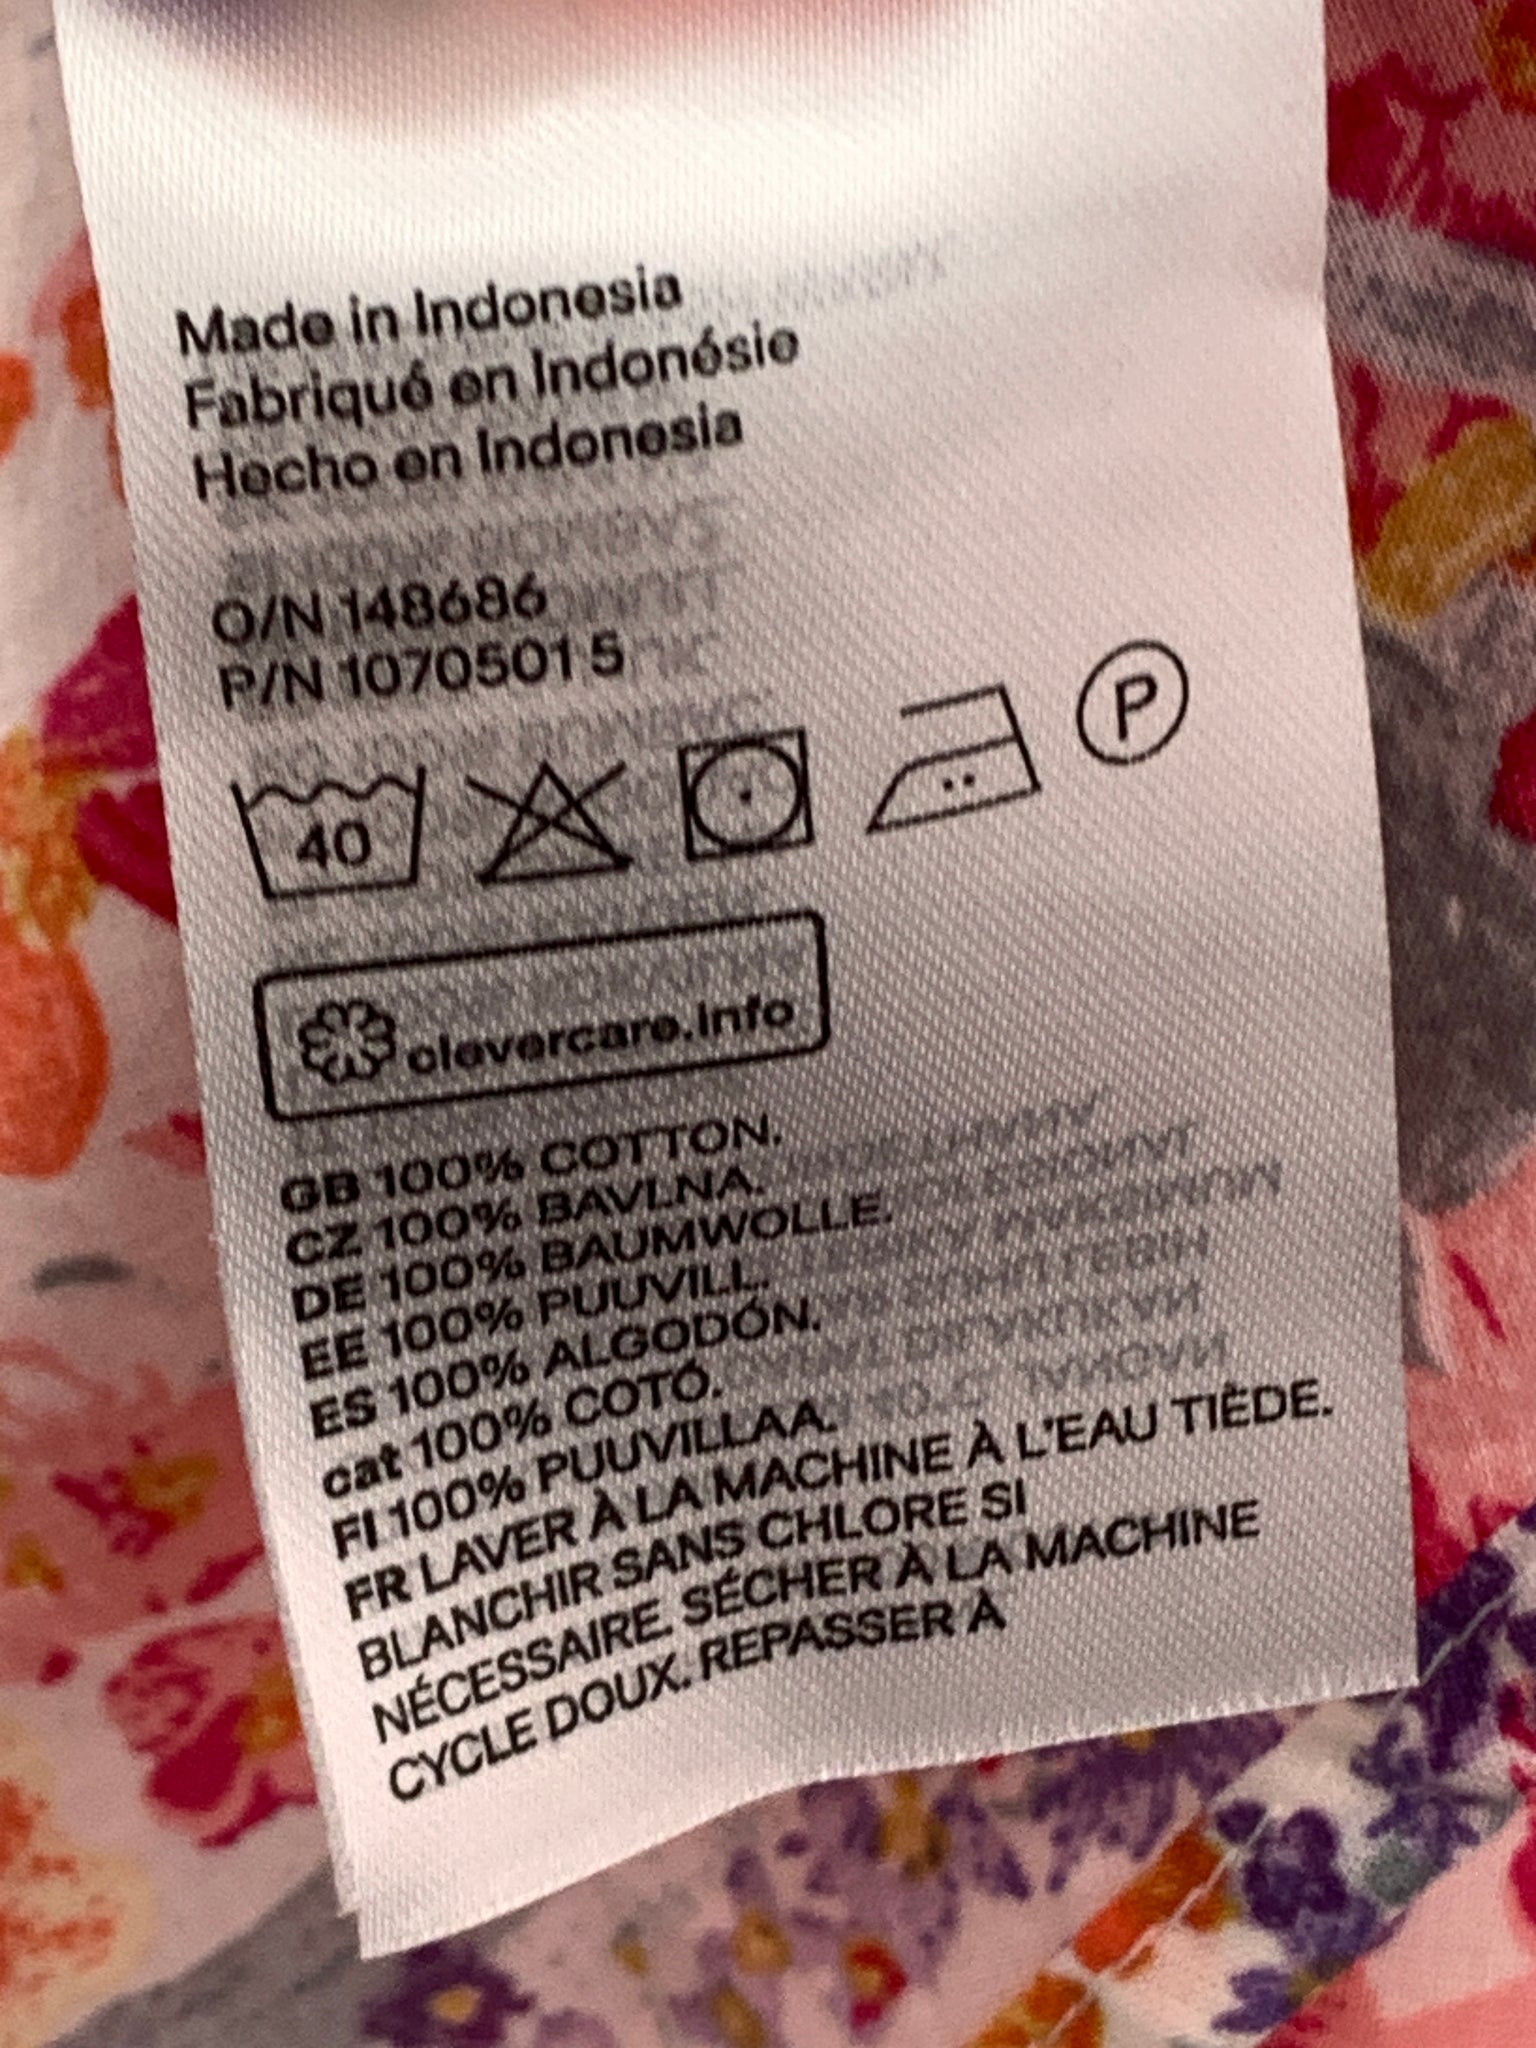 Made in Indonesia
Fabriqué en Indonésie
Hecho en Indonesia
O/N 148686
P/N 1070501 5
40
P
clevercare.info
GB 100% COTTON.
CZ 100% BAVLNA.
DE 100% BAUMWOLLE.
EE 100% PUUVILL.
ES 100% ALGODÓN.
cat 100% COTÓ.
FI 100% PUUVILLAA.
FR LAVER À LA MACHINE À L'EAU TIÈDE.
BLANCHIR SANS CHLORE SI
NÉCESSAIRE. SÉCHER À LA MACHINE
CYCLE DOUX. REPASSER À